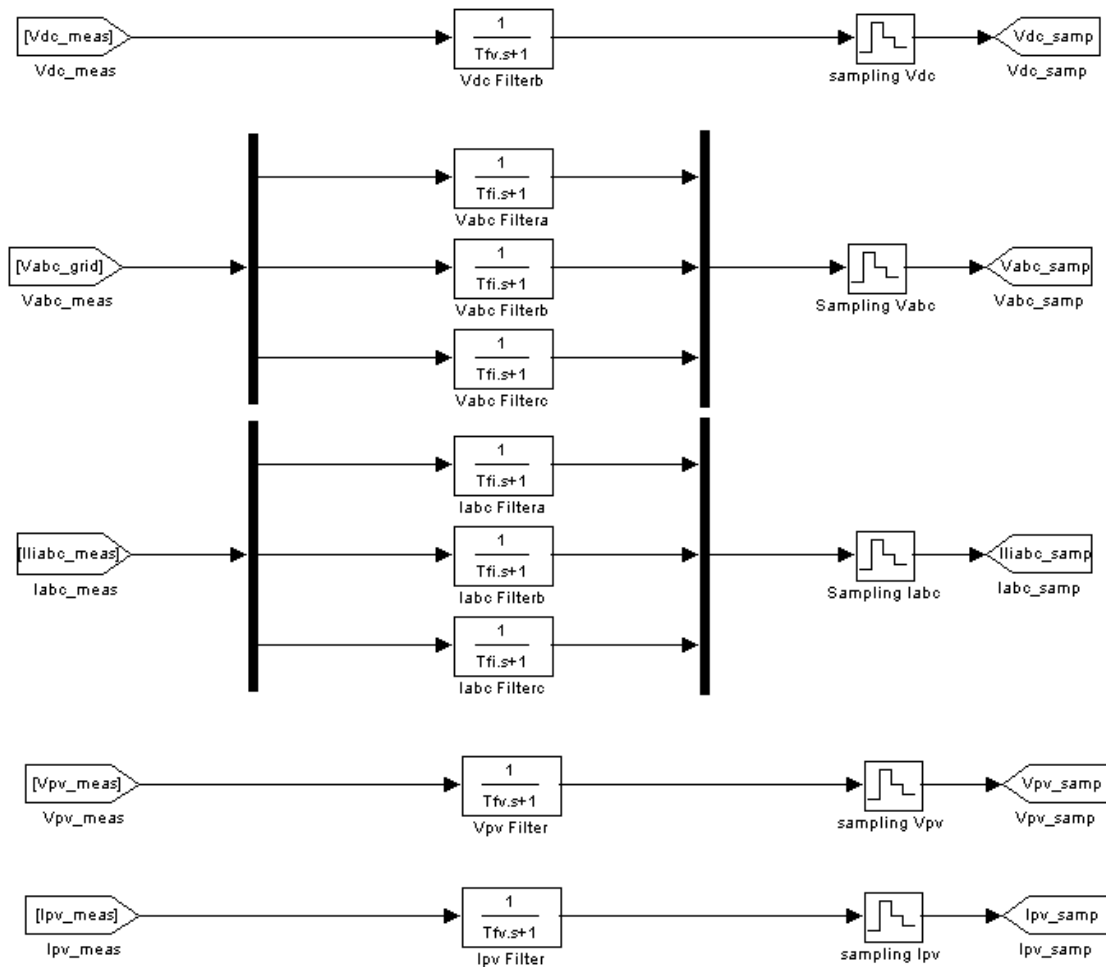 [Vdc_meas]
Vdc_meas
1
Tfv.s+1
Vdc Filterb
sampling Vdc
Vdc_samp
Vdc_samp
[Vabc_grid]
Vabc_meas
1
Tfi.s+1
Vabc Filtera
1
Tfi.s+1
Vabc Filterb
1
Tfi.s+1
Vabc Filterc
Sampling Vabc
Vabc_samp
Vabc_samp
[Iliabc_meas]
Iabc_meas
1
Tfi.s+1
Iabc Filtera
1
Tfi.s+1
Iabc Filterb
1
Tfi.s+1
Iabc Filterc
Sampling Iabc
Iliabc_samp
Iabc_samp
[Vpv_meas]
Vpv_meas
1
Tfv.s+1
Vpv Filter
sampling Vpv
Vpv_samp
Vpv_samp
[Ipv_meas]
Ipv_meas
1
Tfv.s+1
Ipv Filter
sampling Ipv
Ipv_samp
Ipv_samp